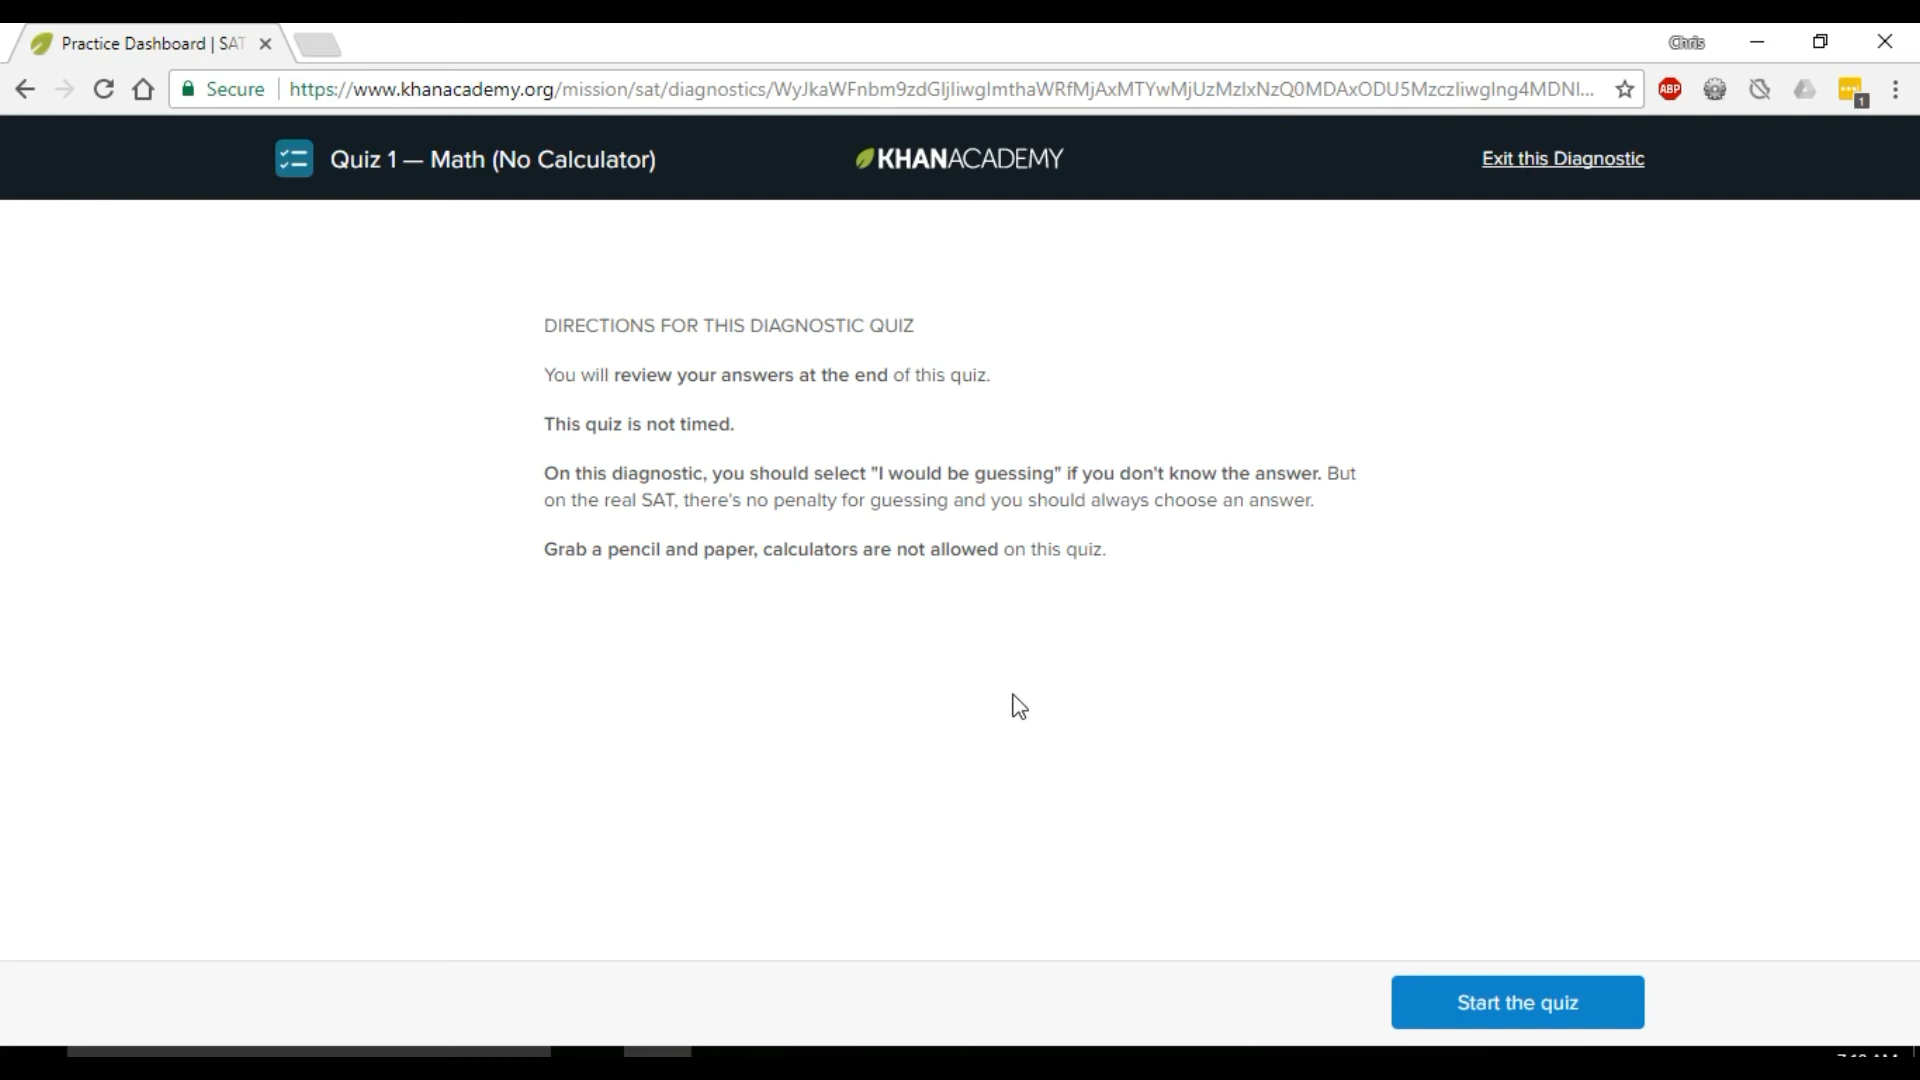 Practice Dashboard | SAT
Chris
Secure https://www.khanacademy.org/mission/sat/diagnostics/WyJkaWFnbm9zdGljIiwgImthaWRfMjAxMTYwMjUzMzIxNzQ0MDAxODU5MzczIiwgIng4MDNl...
ABP
1
Quiz 1 — Math (No Calculator)
KHANACADEMY
Exit this Diagnostic
DIRECTIONS FOR THIS DIAGNOSTIC QUIZ
You will review your answers at the end of this quiz.
This quiz is not timed.
On this diagnostic, you should select "I would be guessing" if you don't know the answer. But
on the real SAT, there's no penalty for guessing and you should always choose an answer.
Grab a pencil and paper, calculators are not allowed on this quiz.
Start the quiz